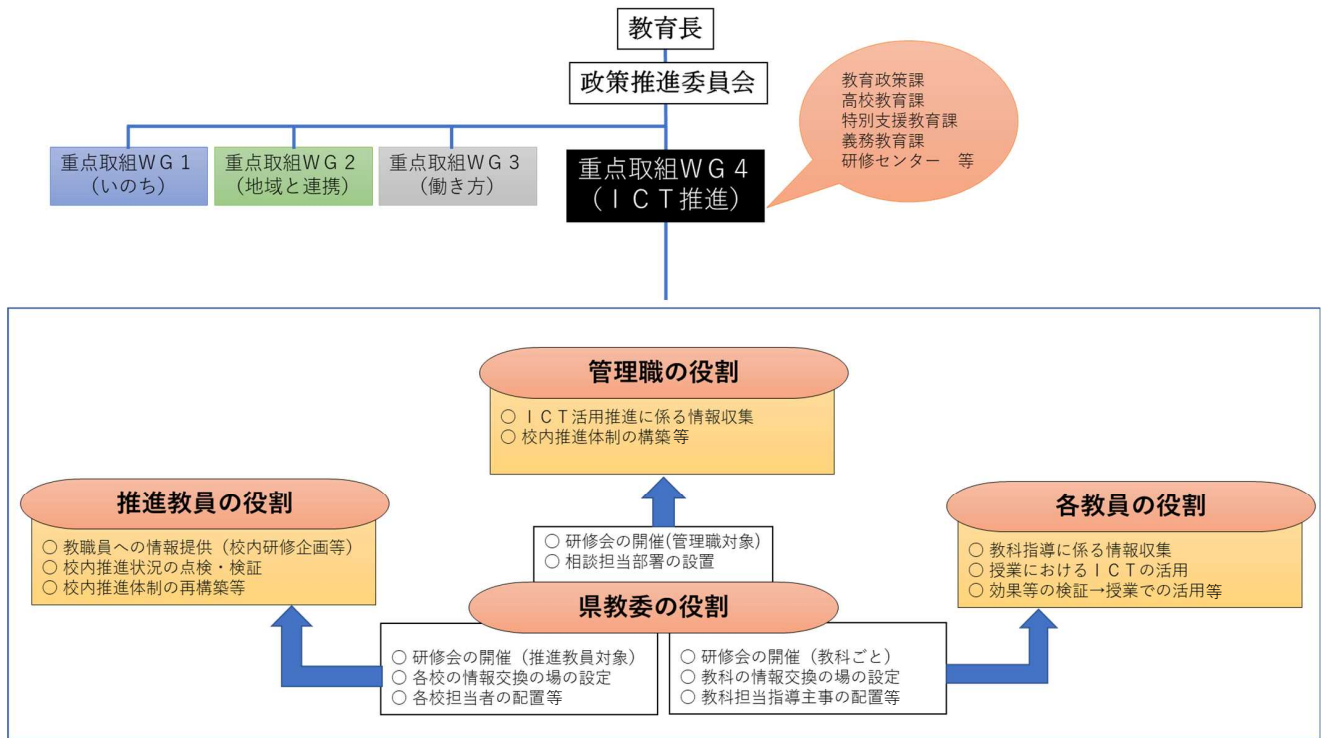 教育長
政策推進委員会
教育政策課
高校教育課
特別支援教育課
義務教育課
研修センター　等
重点取組WG１
（いのち）
重点取組WG２
（地域と連携）
重点取組WG３
（働き方）
重点取組WG４
（ＩＣＴ推進）
管理職の役割
○ ＩＣＴ活用推進に係る情報収集
○ 校内推進体制の構築等
推進教員の役割
○ 教職員への情報提供（校内研修企画等）
○ 校内推進状況の点検・検証
○ 校内推進体制の再構築等
各教員の役割
○ 教科指導に係る情報収集
○ 授業におけるＩＣＴの活用
○ 効果等の検証→授業での活用等
○ 研修会の開催(管理職対象)
○ 相談担当部署の設置
県教委の役割
○ 研修会の開催（推進教員対象）
○ 各校の情報交換の場の設定
○ 各校担当者の配置等
○ 研修会の開催（教科ごと）
○ 教科の情報交換の場の設定
○ 教科担当指導主事の配置等